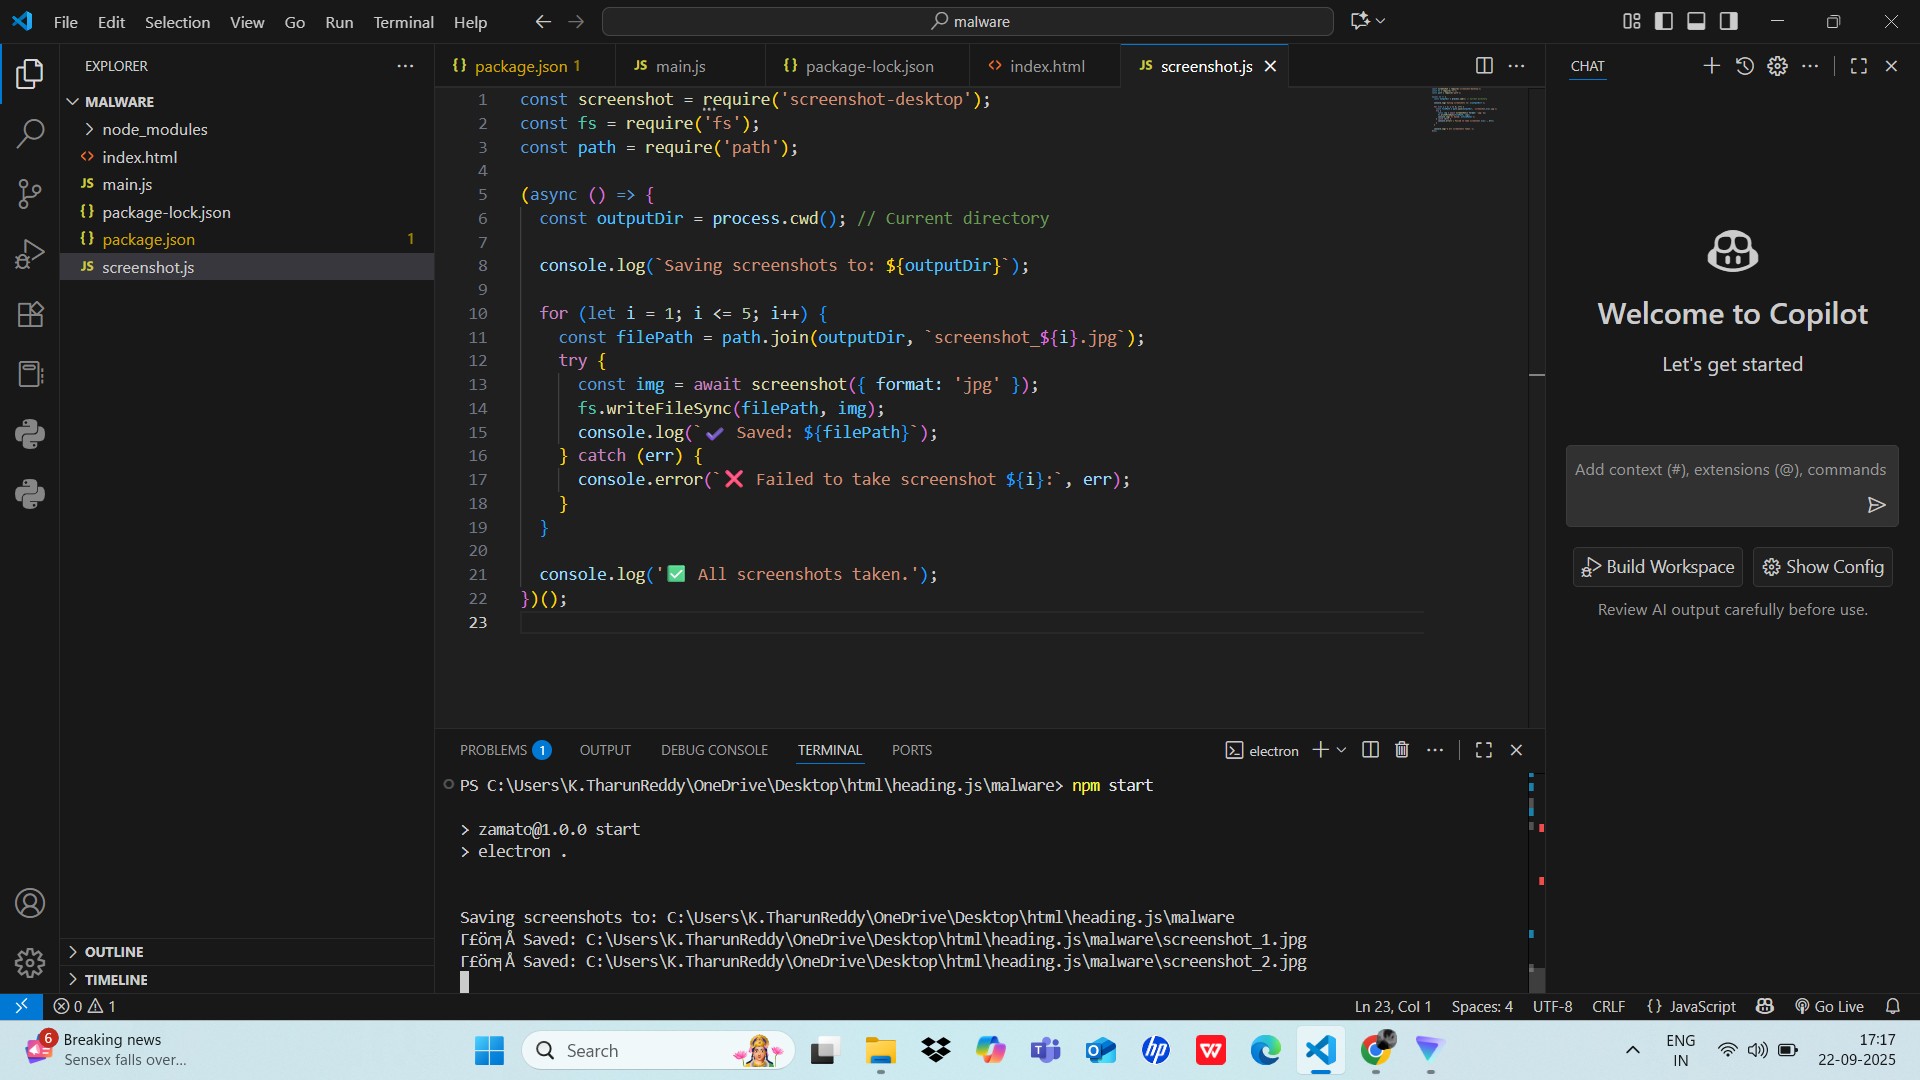 File Edit Selection View Go Run Terminal Help
malware
EXPLORER
MALWARE
node_modules
index.html
JS main.js
{} package-lock.json
{} package.json 1
JS screenshot.js
OUTLINE
TIMELINE
{} package.json 1
JS main.js
{} package-lock.json
index.html
JS screenshot.js
1 const screenshot = require('screenshot-desktop');
2 const fs = require('fs');
3 const path = require('path');
4
5 (async () => {
6 const outputDir = process.cwd(); // Current directory
7
8 console.log(`Saving screenshots to: ${outputDir}`);
9
10 for (let i = 1; i <= 5; i++) {
11 const filePath = path.join(outputDir, `screenshot_${i}.jpg`);
12 try {
13 const img = await screenshot({ format: 'jpg' });
14 fs.writeFileSync(filePath, img);
15 console.log(`✔ Saved: ${filePath}`);
16 } catch (err) {
17 console.error(`❌ Failed to take screenshot ${i}:`, err);
18 }
19 }
20
21 console.log('✅ All screenshots taken.');
22 })();
23
PROBLEMS 1 OUTPUT DEBUG CONSOLE TERMINAL PORTS
electron
PS C:\Users\K.TharunReddy\OneDrive\Desktop\html\heading.js\malware> npm start
> zamato@1.0.0 start
> electron .
Saving screenshots to: C:\Users\K.TharunReddy\OneDrive\Desktop\html\heading.js\malware
Saved: C:\Users\K.TharunReddy\OneDrive\Desktop\html\heading.js\malware\screenshot_1.jpg
Saved: C:\Users\K.TharunReddy\OneDrive\Desktop\html\heading.js\malware\screenshot_2.jpg
CHAT
Welcome to Copilot
Let's get started
Add context (#), extensions (@), commands
Build Workspace
Show Config
Review AI output carefully before use.
0 1
Ln 23, Col 1 Spaces: 4 UTF-8 CRLF {} JavaScript Go Live
6
Breaking news
Sensex falls over...
Search
ENG
IN
17:17
22-09-2025